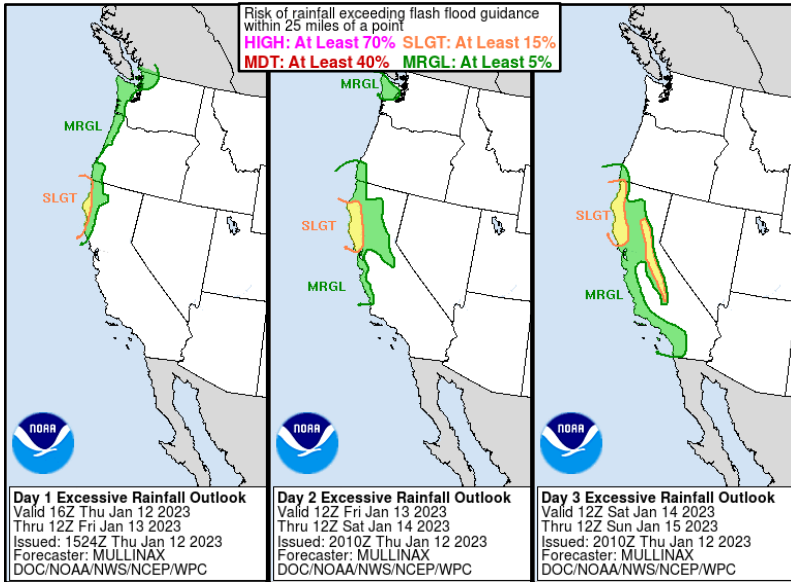 Risk of rainfall exceeding flash flood guidance
within 25 miles of a point
HIGH: At Least 70% SLGT: At Least 15%
MDT: At Least 40% MRGL: At Least 5%
MRGL
SLGT
NOAA
Day 1 Excessive Rainfall Outlook
Valid 16Z Thu Jan 12 2023
Thru 12Z Fri Jan 13 2023
Issued: 1524Z Thu Jan 12 2023
Forecaster: MULLINAX
DOC/NOAA/NWS/NCEP/WPC
MRGL
SLGT
MRGL
NOAA
Day 2 Excessive Rainfall Outlook
Valid 12Z Fri Jan 13 2023
Thru 12Z Sat Jan 14 2023
Issued: 2010Z Thu Jan 12 2023
Forecaster: MULLINAX
DOC/NOAA/NWS/NCEP/WPC
SLGT
MRGL
NOAA
Day 3 Excessive Rainfall Outlook
Valid 12Z Sat Jan 14 2023
Thru 12Z Sun Jan 15 2023
Issued: 2010Z Thu Jan 12 2023
Forecaster: MULLINAX
DOC/NOAA/NWS/NCEP/WPC